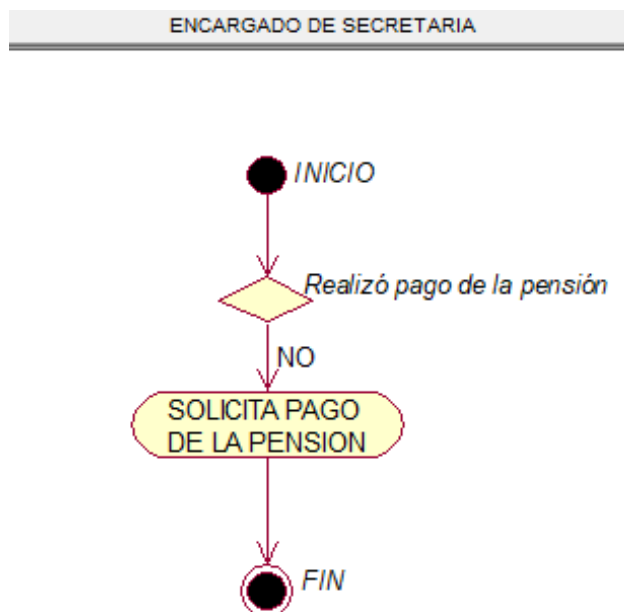 ENCARGADO DE SECRETARIA
INICIO
Realizó pago de la pensión
NO
SOLICITA PAGO
DE LA PENSION
FIN